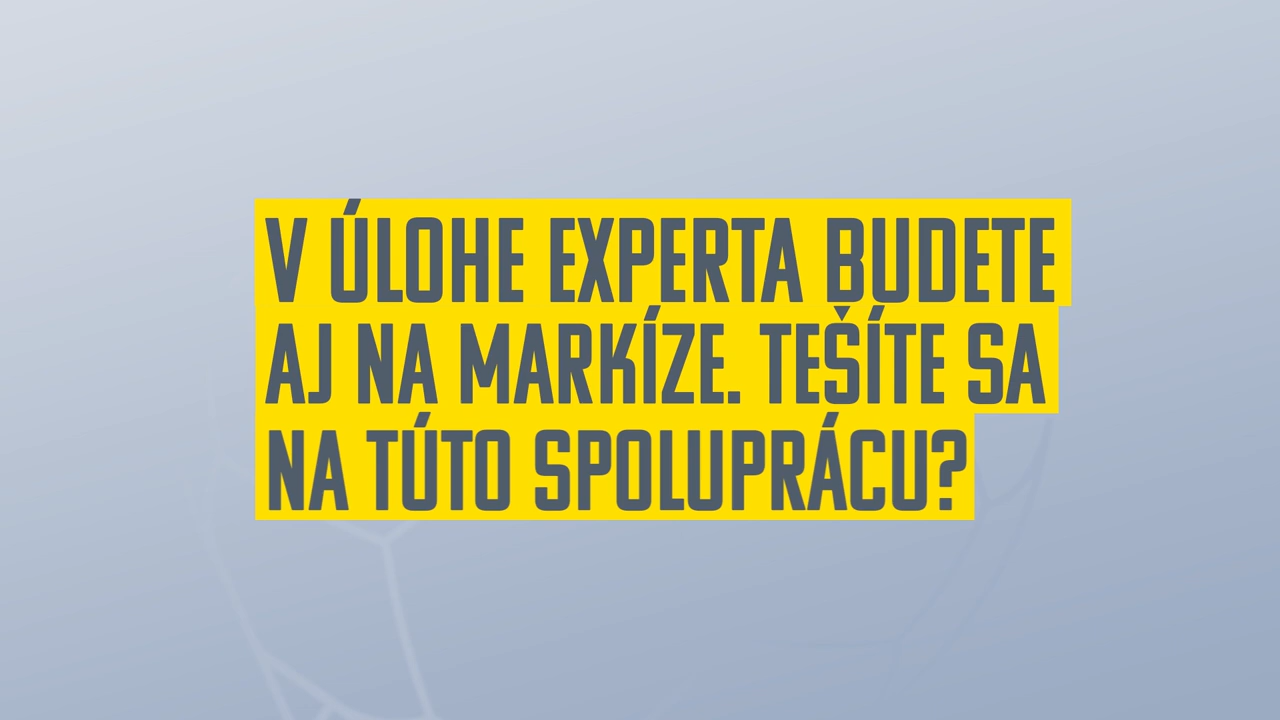 V ÚLOHE EXPERTA BUDETE
AJ NA MARKÍZE. TEŠÍTE SA
NA TÚTO SPOLUPRÁCU?